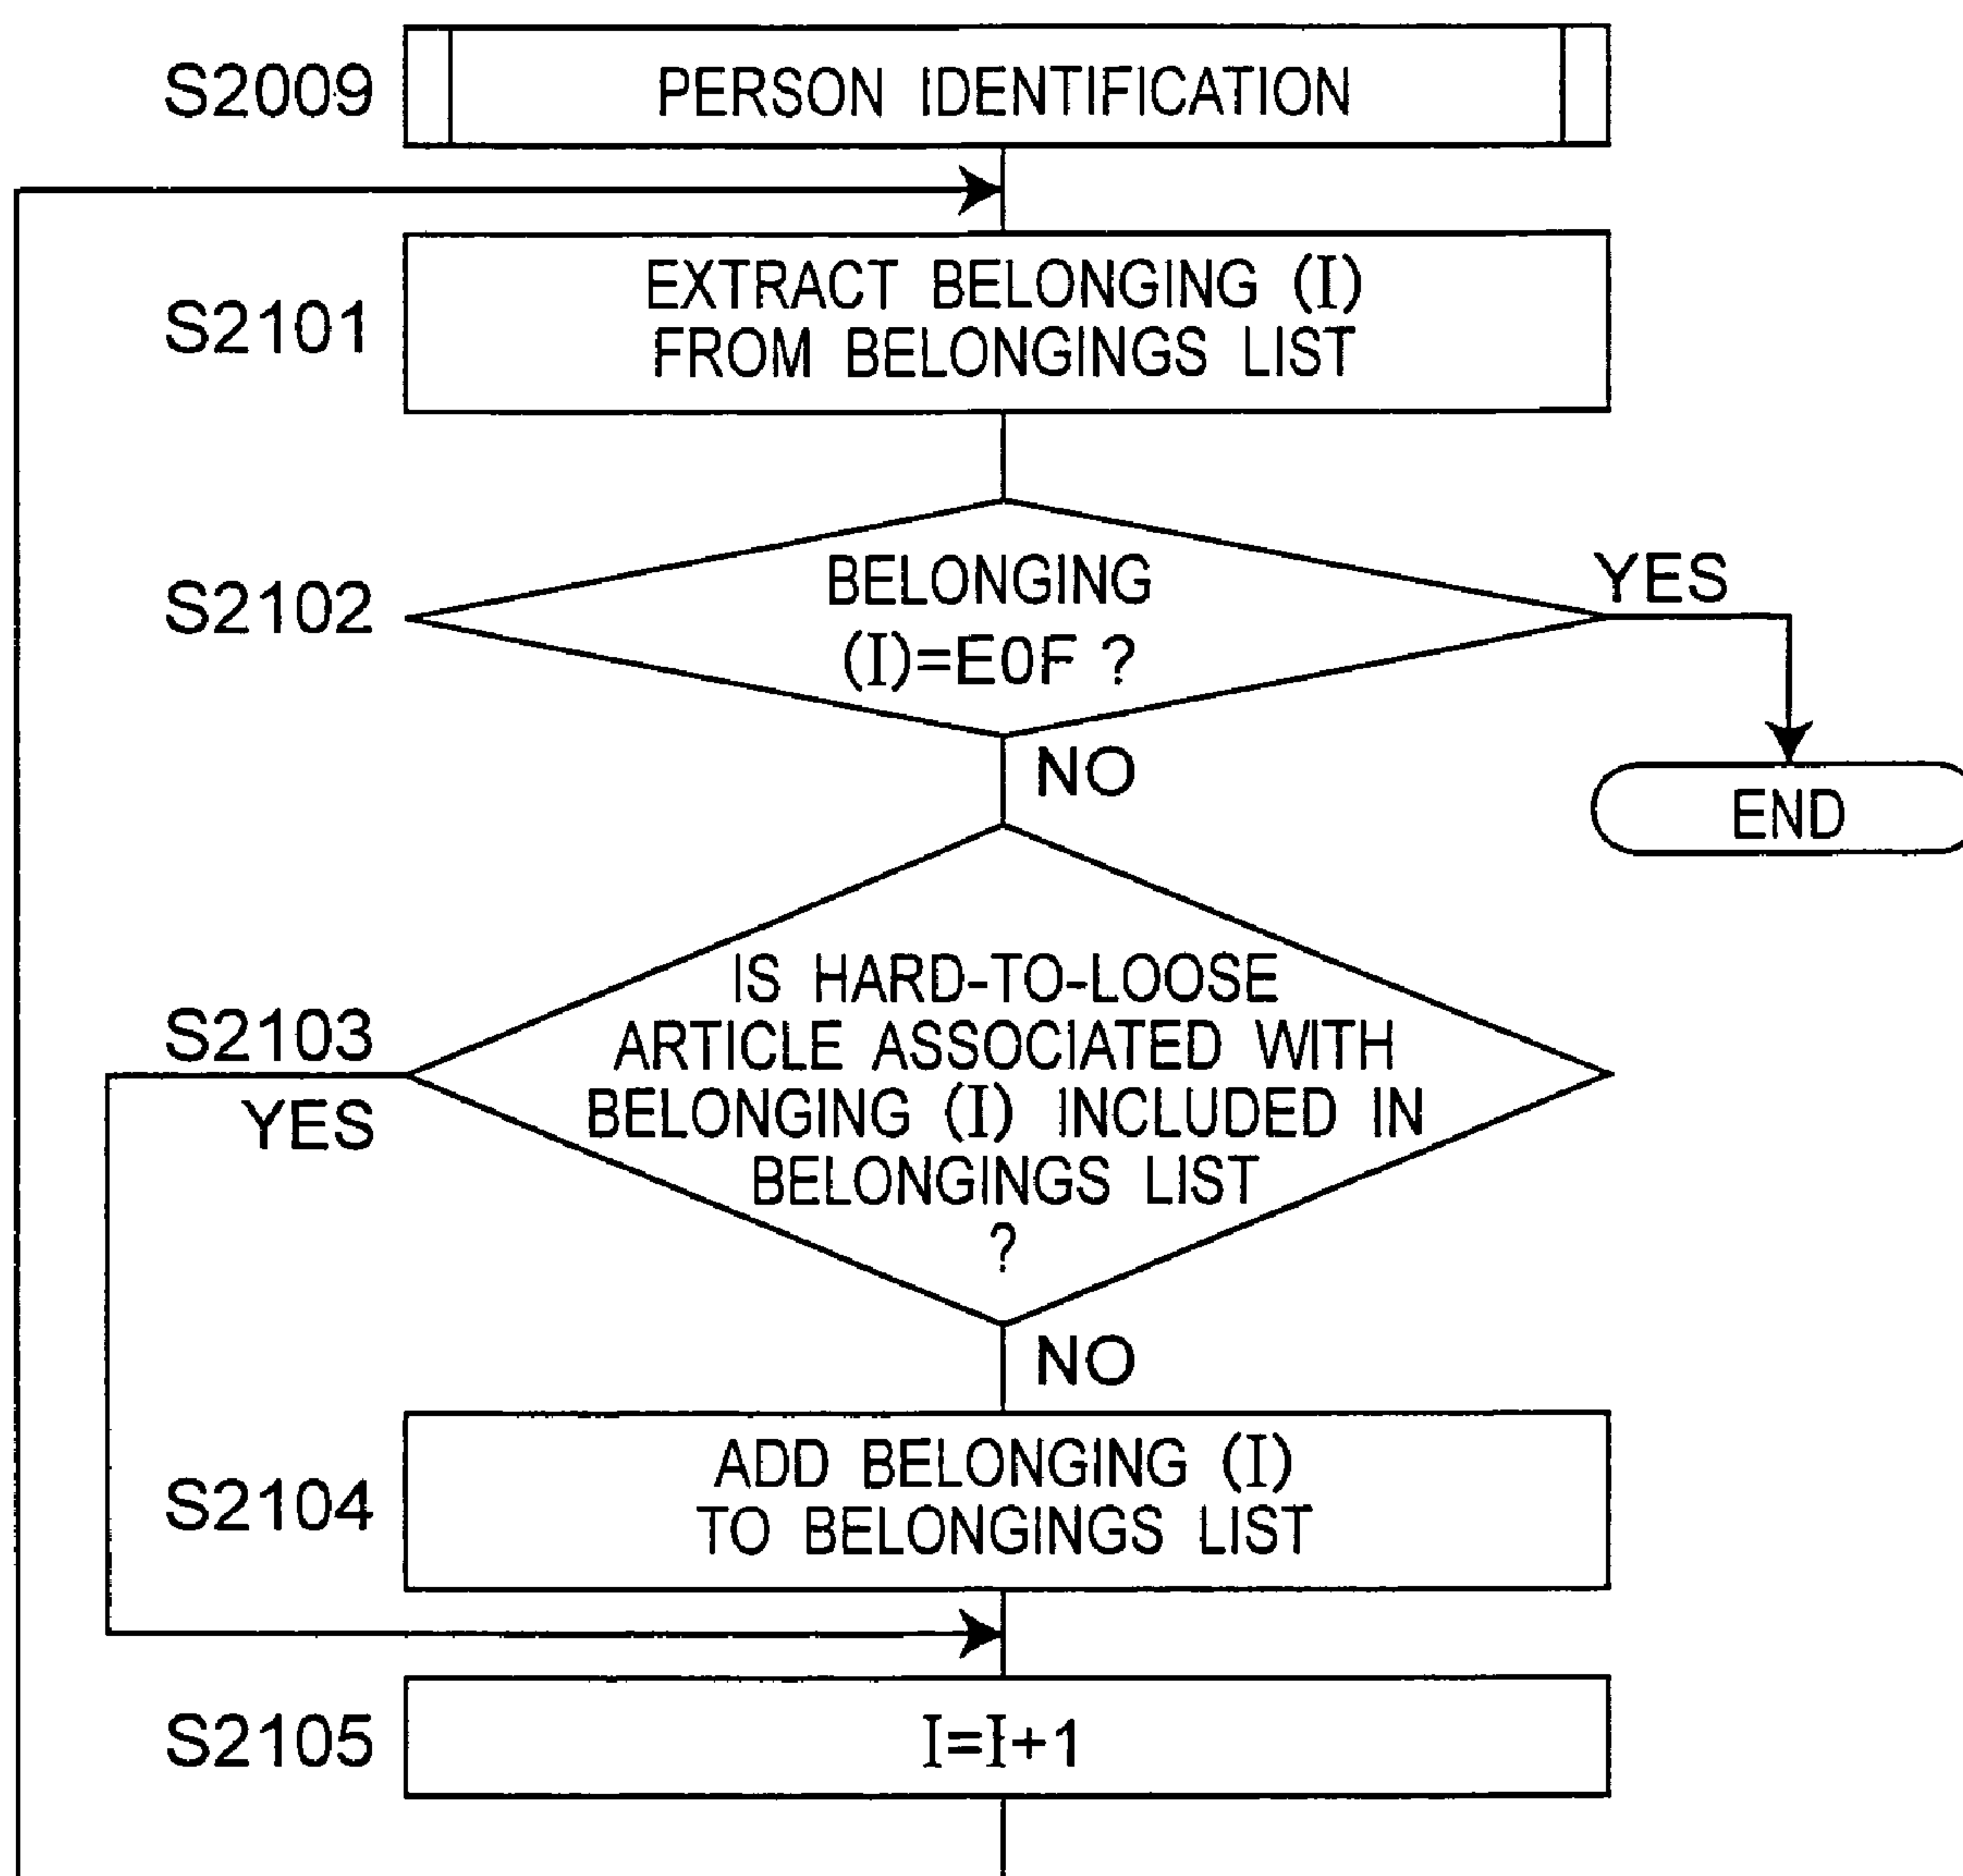 S2009
PERSON IDENTIFICATION
S2101
EXTRACT BELONGING (I)
FROM BELONGINGS LIST
S2102
BELONGING
(I)=EOF ?
YES
NO
END
S2103
YES
IS HARD-TO-LOOSE
ARTICLE ASSOCIATED WITH
BELONGING (I) INCLUDED IN
BELONGINGS LIST
?
NO
S2104
ADD BELONGING (I)
TO BELONGINGS LIST
S2105
I=I+1